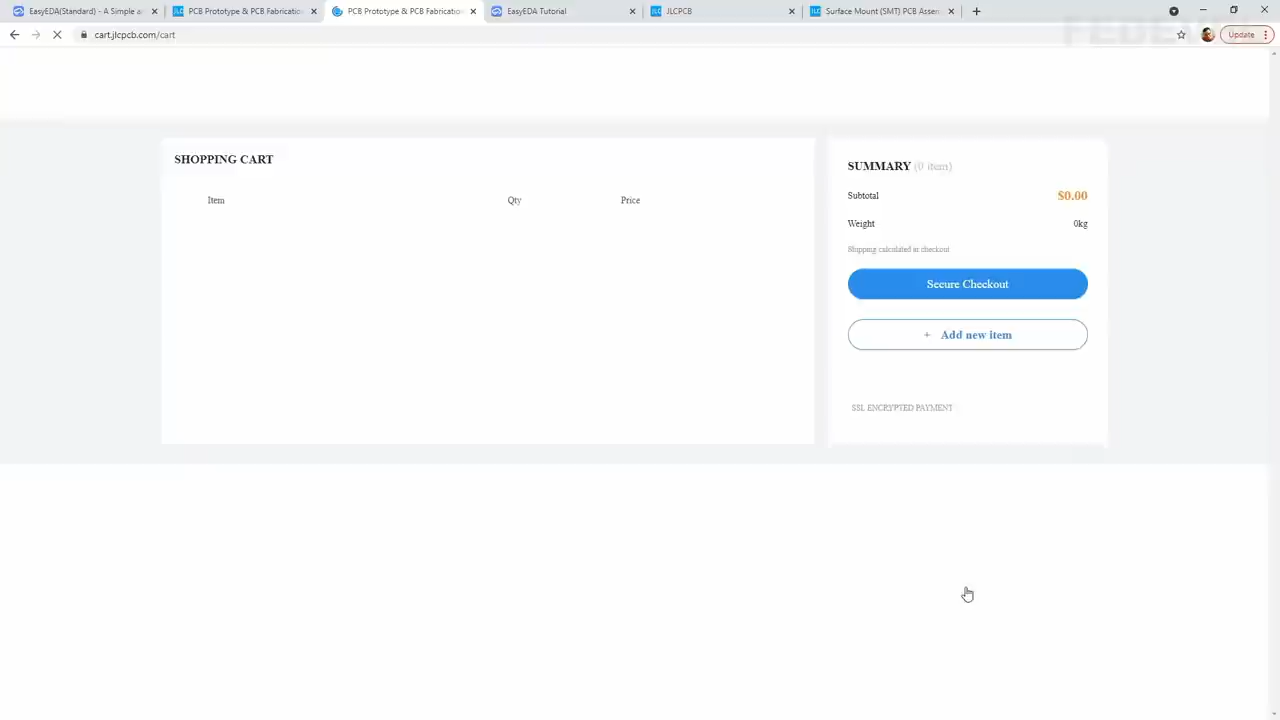 EasyEDA(Standard) - A Simple a
PCB Prototype & PCB Fabricatio
PCB Prototype & PCB Fabricatio
EasyEDA Tutorial
JLCPCB
Surface Mount (SMT) PCB Assem
cart.jlcpcb.com/cart
Update
SHOPPING CART
Item Qty Price
SUMMARY (0 item)
Subtotal $0.00
Weight 0kg
Shipping calculated at checkout
Secure Checkout
+ Add new item
SSL ENCRYPTED PAYMENT